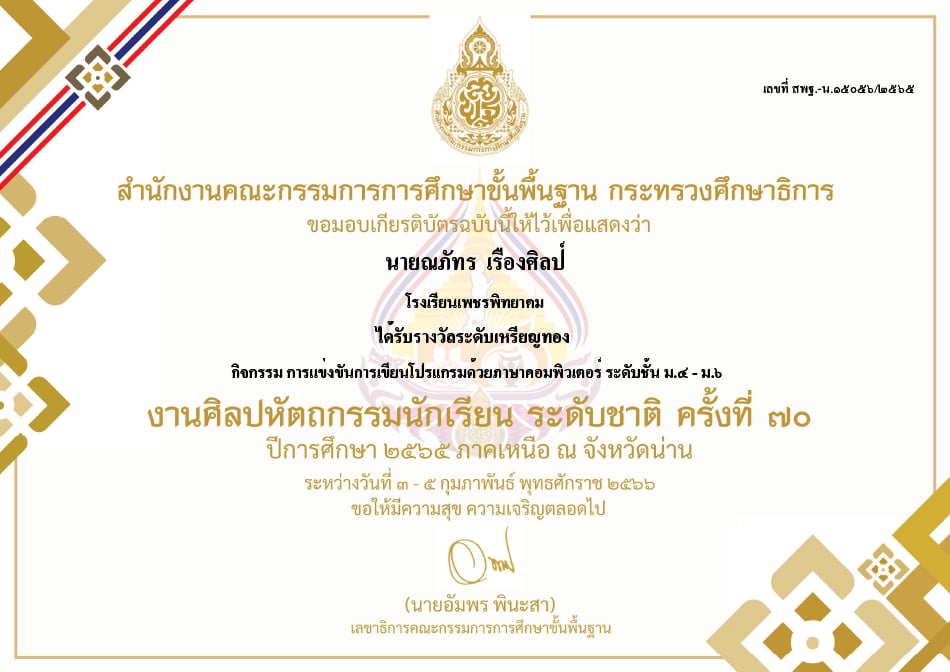 เลขที่ สพฐ.-น.๑๕๐๕๖/๒๕๖๕
สำนักงานคณะกรรมการการศึกษาขั้นพื้นฐาน กระทรวงศึกษาธิการ
ขอมอบเกียรติบัตรฉบับนี้ให้ไว้เพื่อแสดงว่า
นายณภัทร เรืองศิลป์
โรงเรียนเพชรพิทยาคม
ได้รับรางวัลระดับเหรียญทอง
กิจกรรม การแข่งขันการเขียนโปรแกรมด้วยภาษาคอมพิวเตอร์ ระดับชั้น ม.๔ - ม.๖
งานศิลปหัตถกรรมนักเรียน ระดับชาติ ครั้งที่ ๗๐
ปีการศึกษา ๒๕๖๕ ภาคเหนือ ณ จังหวัดน่าน
ระหว่างวันที่ ๓ - ๕ กุมภาพันธ์ พุทธศักราช ๒๕๖๖
ขอให้มีความสุข ความเจริญตลอดไป
(นายอัมพร พินะสา)
เลขาธิการคณะกรรมการการศึกษาขั้นพื้นฐาน